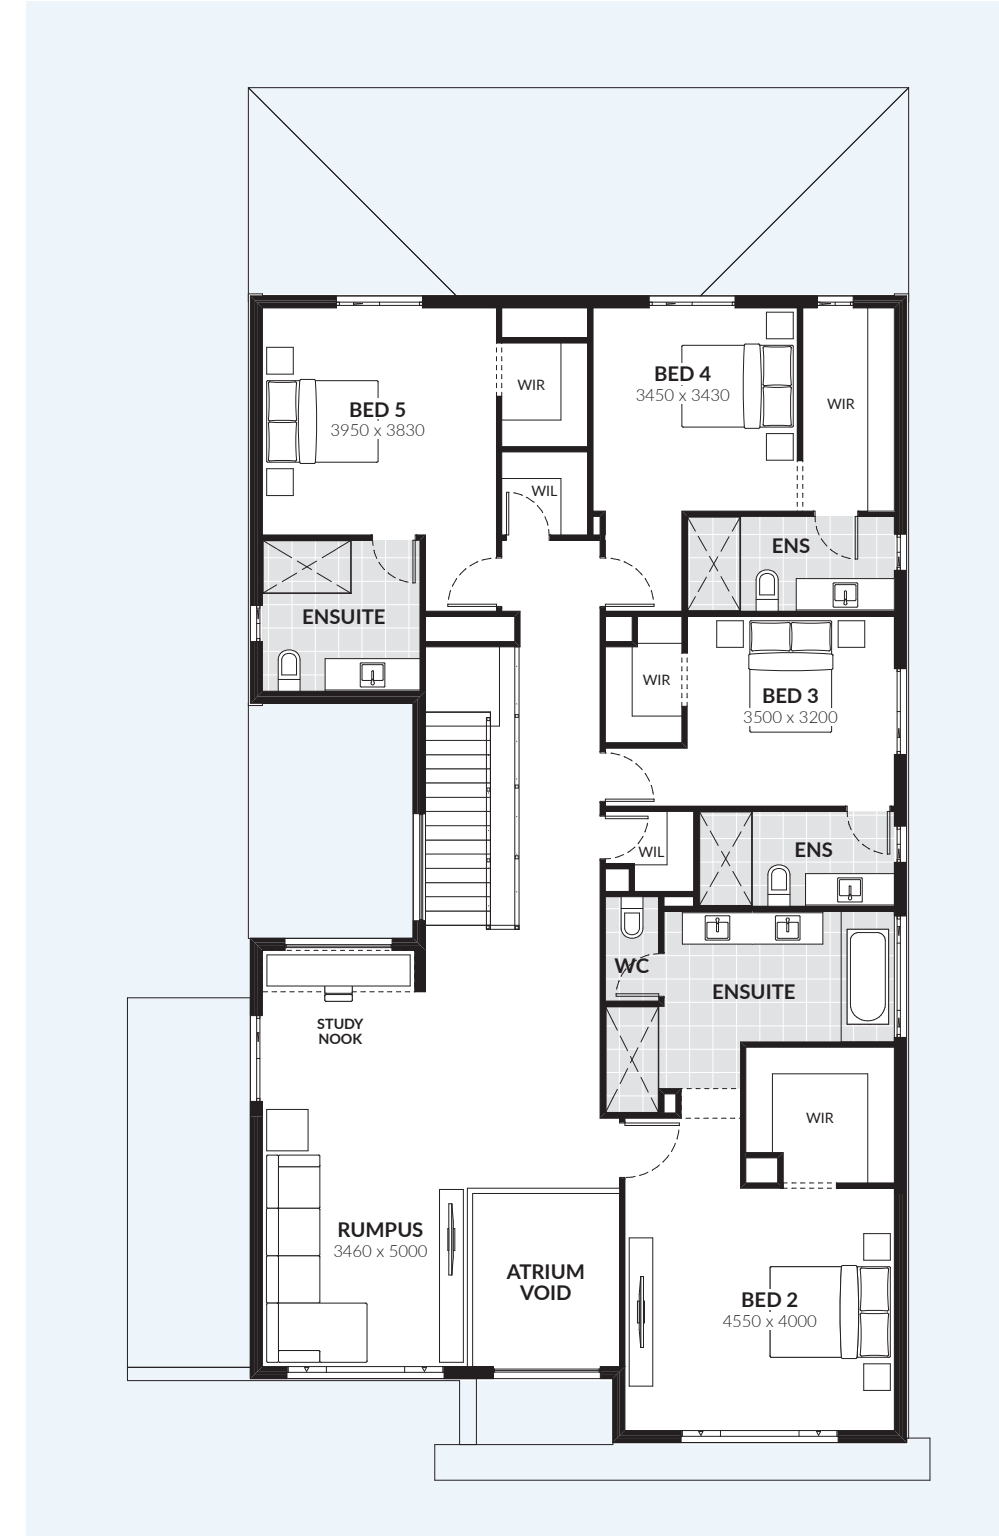 WIR
BED 4
3450 x 3430
BED 5
3950 x 3830
WIR
WIL
ENS
ENSUITE
WIR
BED 3
3500 x 3200
WIL
ENS
WC
ENSUITE
STUDY
NOOK
WIR
RUMPUS
3460 x 5000
ATRIUM
VOID
BED 2
4550 x 4000